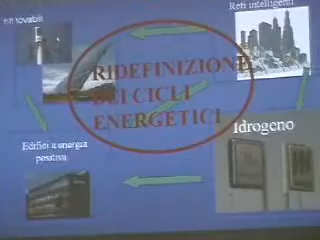 Reti intelligenti
RIDEFINIZIONE
DEI CICLI
ENERGETICI
Idrogeno
Edifici a energia
positiva